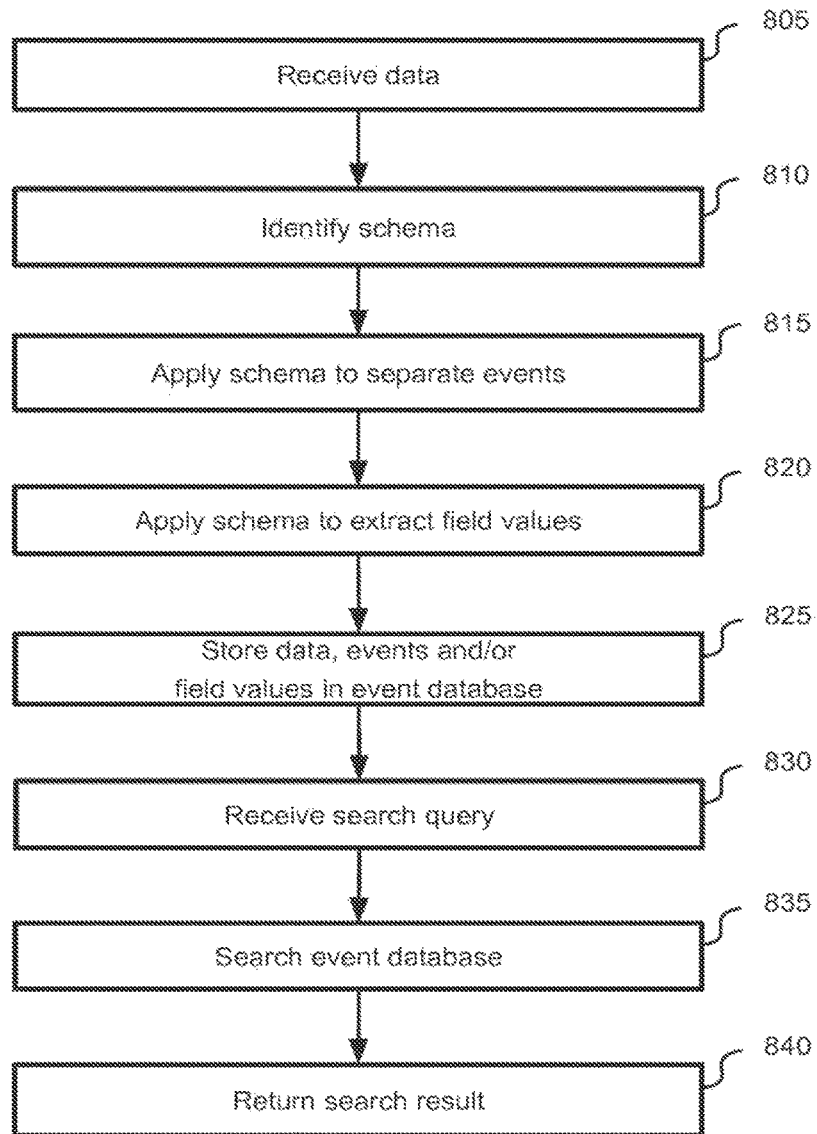 805
Receive data
810
Identify schema
815
Apply schema to separate events
820
Apply schema to extract field values
825
Store data, events and/or
field values in event database
830
Receive search query
835
Search event database
840
Return search result